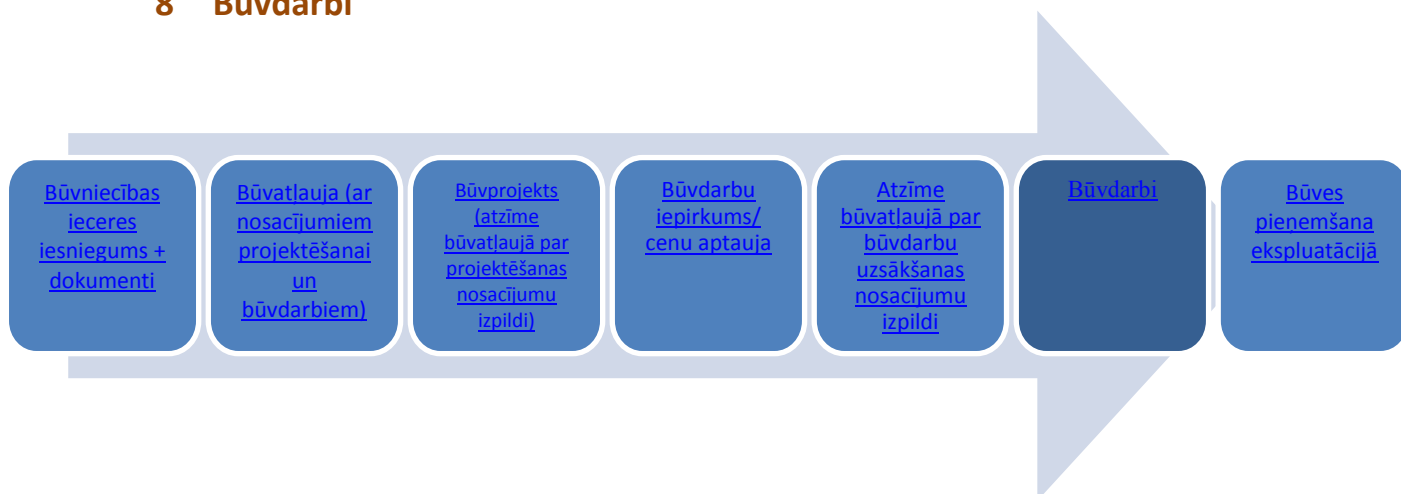 8 Būvdarbi
Būvniecības
ieceres
iesniegums +
dokumenti
Būvatļauja (ar
nosacījumiem
projektēšanai
un
būvdarbiem)
Būvprojekts
(atzīme
būvatļaujā par
projektēšanas
nosacījumu
izpildi)
Būvdarbu
iepirkums/
cenu aptauja
Atzīme
būvatļaujā par
būvdarbu
uzsākšanas
nosacījumu
izpildi
Būvdarbi
Būves
pieņemšana
ekspluatācijā